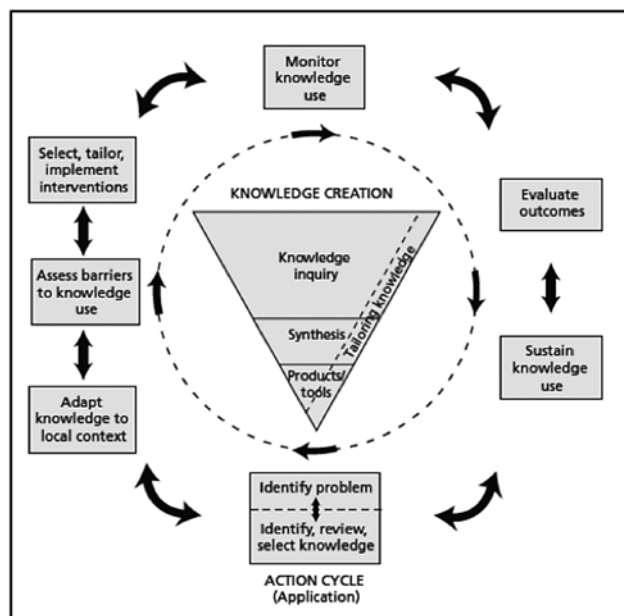 Monitor
knowledge
use
Select, tailor,
implement
interventions
KNOWLEDGE CREATION
Evaluate
outcomes
Knowledge
inquiry
Tailoring knowledge
Assess barriers
to knowledge
use
Synthesis
Products/
tools
Sustain
knowledge
use
Adapt
knowledge to
local context
Identify problem
Identify, review,
select knowledge
ACTION CYCLE
(Application)